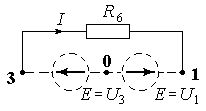 I R₆
3 0 1
E=U₃ E=U₁